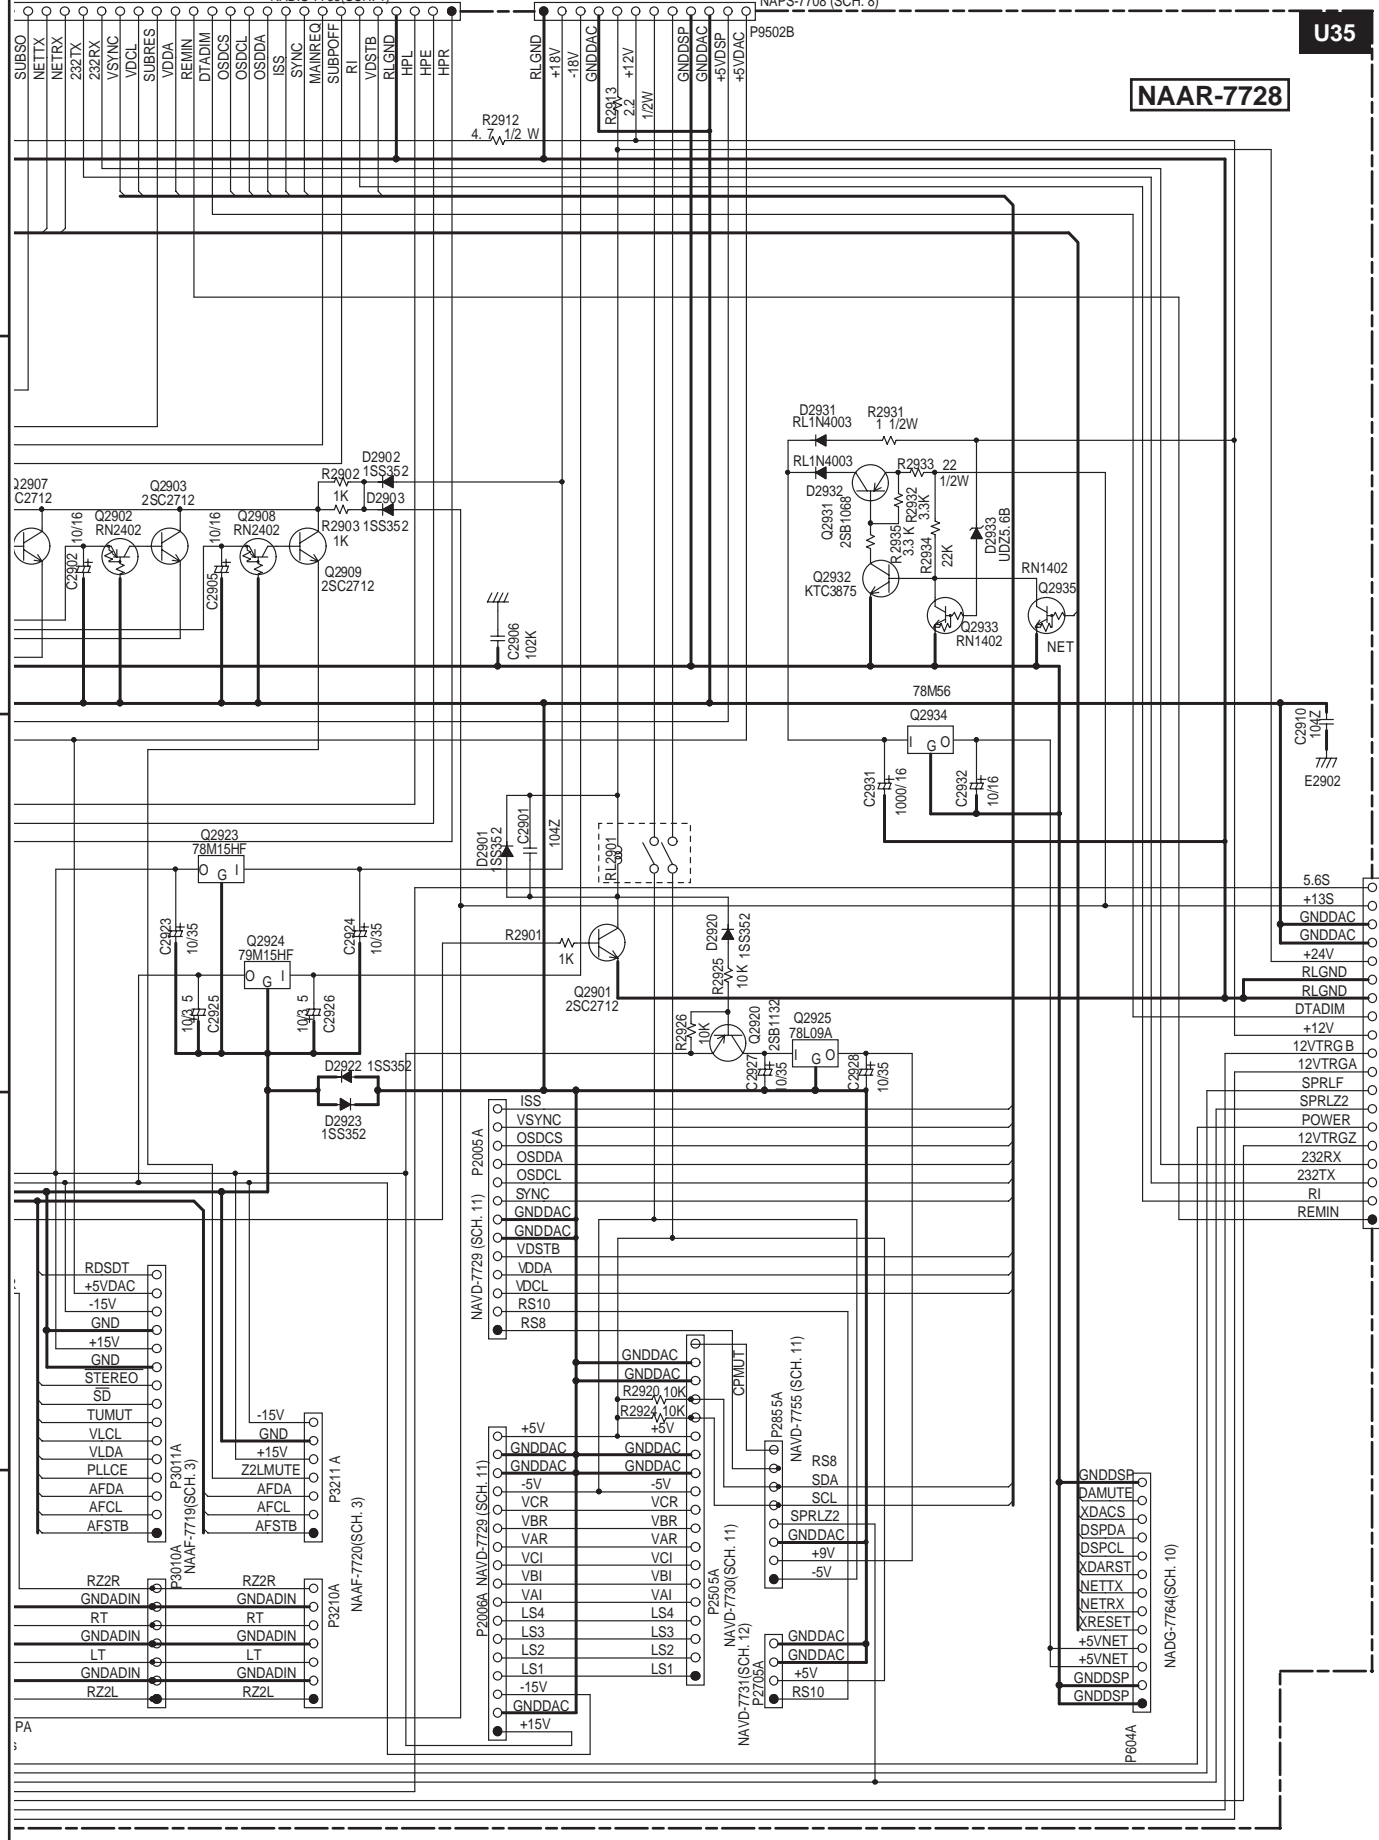 NAPS-7708 (SCH. 8)
P9502B
U35
NAAR-7728
SUBSO
NETTX
NETRX
232TX
232RX
VSYNC
VDCL
SUBRES
VDDA
REMIN
DTADIM
OSDCS
OSDCL
OSDDA
ISS
SYNC
MAINREQ
SUBPOFF
RI
VDSTB
RLGND
HPL
HPE
HPR
RLGND
+18V
-18V
GNDDAC
+12V
GNDDSP
GNDDAC
+5VDSP
+5VDAC
R2913
2.2
1/2W
R2912
4. 7 1/2 W
D2931
RL1N4003
R2931
1 1/2W
RL1N4003
D2932
R2933 22
1/2W
Q2931
2SB1068
R2932
3.3K
R2935
3.3 K
R2934
22K
D2933
UDZ5.6B
Q2932
KTC3875
RN1402
Q2935
Q2933
RN1402
NET
Q2907
C2712
Q2903
2SC2712
Q2902
RN2402
10/16
C2902
Q2908
RN2402
10/16
C2905
R2902
1K
D2902
1SS352
D2903
1SS352
R2903
1K
Q2909
2SC2712
C2906
102K
78M56
Q2934
C2931
1000/16
C2932
10/16
I G O
C2910
104Z
E2902
Q2923
78M15HF
O G I
C2923
10/35
C2924
10/35
Q2924
79M15HF
O G I
10/3 5
C2925
10/3 5
C2926
D2922 1SS352
D2923
1SS352
D2901
1SS352
C2901
104Z
RL2901
R2901
1K
Q2901
2SC2712
D2920
1SS352
R2925
10 K
R2926
10K
Q2920
2SB1132
Q2925
78L09A
I G O
C2927
10/35
C2928
10/35
5.6S
+13S
GNDDAC
GNDDAC
+24V
RLGND
RLGND
DTADIM
+12V
12VTRG B
12VTRGA
SPRLF
SPRLZ2
POWER
12VTRGZ
232RX
232TX
RI
REMIN
P2005 A
NAVD-7729 (SCH. 11)
ISS
VSYNC
OSDCS
OSDDA
OSDCL
SYNC
GNDDAC
GNDDAC
VDSTB
VDDA
VDCL
RS10
RS8
RDSDT
+5VDAC
-15V
GND
+15V
GND
STEREO
SD
TUMUT
VLCL
VLDA
PLLCE
AFDA
AFCL
AFSTB
P3011A
NAAF-7719(SCH. 3)
P3010A
-15V
GND
+15V
Z2LMUTE
AFDA
AFCL
AFSTB
P3211 A
NAAF-7720(SCH. 3)
P3210A
RZ2R
GNDADIN
RT
GNDADIN
LT
GNDADIN
RZ2L
RZ2R
GNDADIN
RT
GNDADIN
LT
GNDADIN
RZ2L
P2006A NAVD-7729 (SCH. 11)
+5V
GNDDAC
GNDDAC
-5V
VCR
VBR
VAR
VCI
VBI
VAI
LS4
LS3
LS2
LS1
-15V
GNDDAC
+15V
GNDDAC
GNDDAC
R2920 10K
R2924 10K
+5V
GNDDAC
GNDDAC
-5V
VCR
VBR
VAR
VCI
VBI
VAI
LS4
LS3
LS2
LS1
CPMUT
P2505A
NAVD-7730(SCH. 11)
P2855A
NAVD-7755 (SCH. 11)
RS8
SDA
SCL
SPRLZ2
GNDDAC
+9V
-5V
NAVD-7731(SCH. 12)
P2705A
GNDDAC
GNDDAC
+5V
RS10
GNDDSP
DAMUTE
XDACS
DSPDA
DSPCL
XDARST
NETTX
NETRX
XRESET
+5VNET
+5VNET
GNDDSP
GNDDSP
NADG-7764(SCH. 10)
P604A
PA